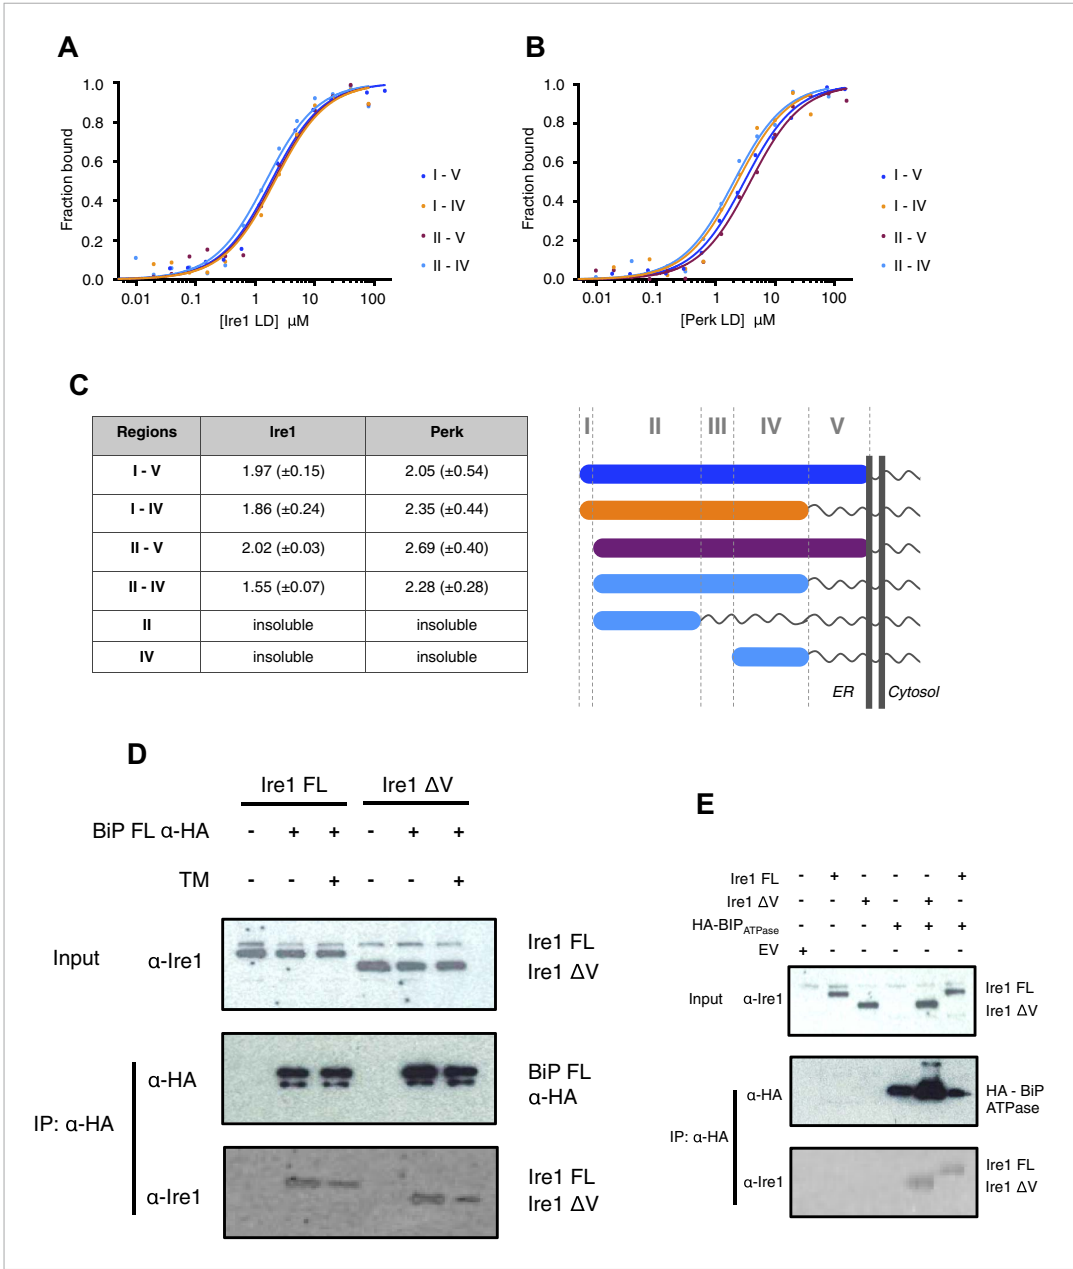 A
Fraction bound
1.0
0.8
0.6
0.4
0.2
0.0
0.01 0.1 1 10 100
[Ire1 LD] µM
I - V
I - IV
II - V
II - IV
B
Fraction bound
1.0
0.8
0.6
0.4
0.2
0.0
0.01 0.1 1 10 100
[Perk LD] µM
I - V
I - IV
II - V
II - IV
C
Regions Ire1 Perk
I - V 1.97 (±0.15) 2.05 (±0.54)
I - IV 1.86 (±0.24) 2.35 (±0.44)
II - V 2.02 (±0.03) 2.69 (±0.40)
II - IV 1.55 (±0.07) 2.28 (±0.28)
II insoluble insoluble
IV insoluble insoluble
I II III IV V
ER Cytosol
D
Ire1 FL Ire1 ΔV
BiP FL α-HA - + + - + +
TM - - + - - +
Input α-Ire1 Ire1 FL
Ire1 ΔV
IP: α-HA
α-HA BiP FL
α-HA
α-Ire1 Ire1 FL
Ire1 ΔV
E
Ire1 FL - + - - - +
Ire1 ΔV - - + - + -
HA-BIPATPase - - - + + +
EV + - - - - -
Input α-Ire1 Ire1 FL
Ire1 ΔV
IP: α-HA
α-HA HA - BiP
ATPase
α-Ire1 Ire1 FL
Ire1 ΔV